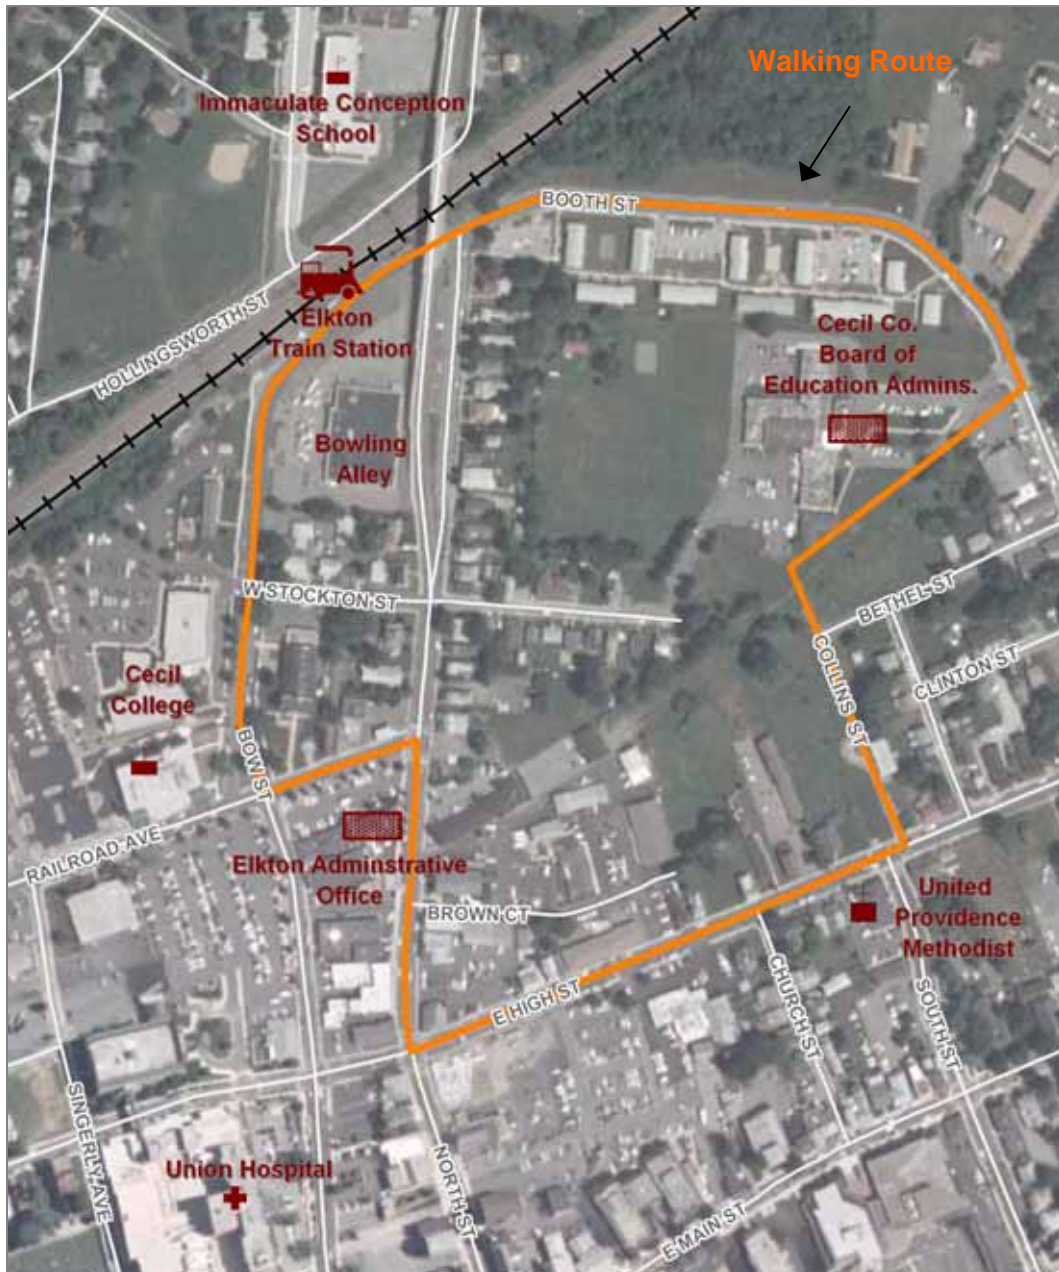 Walking Route
Immaculate Conception
School
BOOTH ST
HOLLINGSWORTH ST
Elkton
Train Station
Cecil Co.
Board of
Education Admins.
Bowling
Alley
W STOCKTON ST
BETHEL ST
CLINTON ST
COLLINS ST
Cecil
College
BOW ST
RAILROAD AVE
Elkton Adminstrative
Office
BROWN CT
United
Providence
Methodist
E HIGH ST
CHURCH ST
SOUTH ST
SINGERLY AVE
Union Hospital
NORTH ST
E MAIN ST